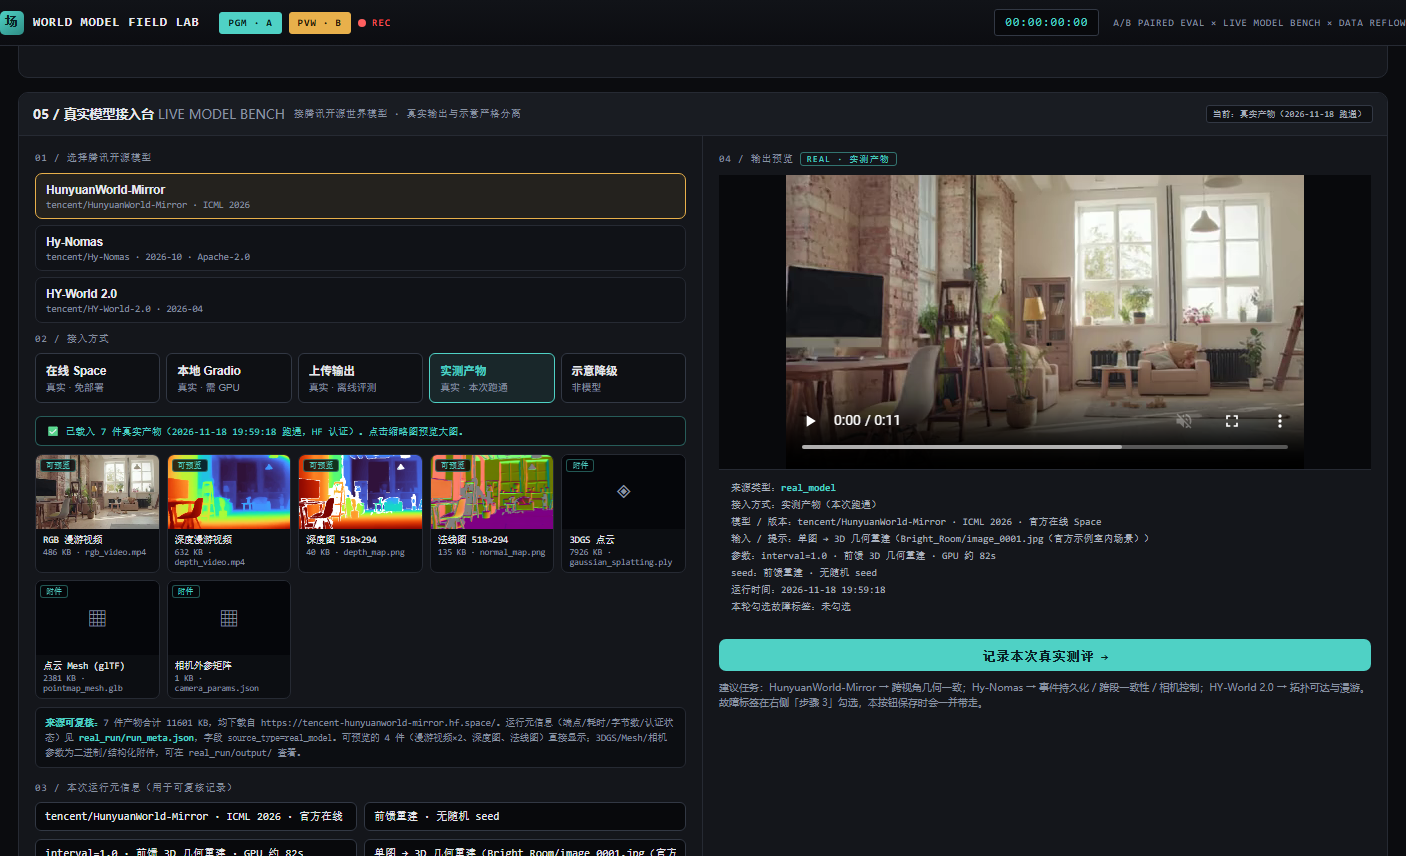 场 WORLD MODEL FIELD LAB PGM · A PVW · B REC 00:00:00:00 A/B PAIRED EVAL × LIVE MODEL BENCH × DATA REFLOW
05 / 真实模型接入台 LIVE MODEL BENCH 接腾讯开源世界模型 · 真实输出与示意严格分离 当前: 真实产物 (2026-11-18 跑通)
01 / 选择腾讯开源模型
HunyuanWorld-Mirror
tencent/HunyuanWorld-Mirror · ICML 2026
Hy-Nomas
tencent/Hy-Nomas · 2026-10 · Apache-2.0
HY-World 2.0
tencent/HY-World-2.0 · 2026-04
02 / 接入方式
在线 Space
真实 · 免部署
本地 Gradio
真实 · 需 GPU
上传输出
真实 · 离线评测
实测产物
真实 · 本次跑通
示意降级
非模型
已载入 7 件真实产物 (2026-11-18 19:59:18 跑通, HF 认证) 。点击缩略图预览大图。
可预览
RGB 漫游视频
486 KB · rgb_video.mp4
可预览
深度漫游视频
632 KB ·
depth_video.mp4
可预览
深度图 518×294
40 KB · depth_map.png
可预览
法线图 518×294
135 KB · normal_map.png
附件
3DGS 点云
7926 KB ·
gaussian_splatting.ply
附件
点云 Mesh (glTF)
2381 KB ·
pointmap_mesh.glb
附件
相机外参矩阵
1 KB ·
camera_params.json
来源可复核: 7 件产物合计 11601 KB, 均下载自 https://tencent-hunyuanworld-mirror.hf.space/。运行元信息 (端点/耗时/字节数/认证状
态) 见 real_run/run_meta.json, 字段 source_type=real_model。可预览的 4 件 (漫游视频×2、深度图、法线图) 直接显示; 3DGS/Mesh/相机
参数为二进制/结构化附件, 可在 real_run/output/ 查看。
03 / 本次运行元信息 (用于可复核记录)
tencent/HunyuanWorld-Mirror · ICML 2026 · 官方在线
前馈重建 · 无随机 seed
interval=1.0 · 前馈 3D 几何重建 · GPU 约 82s
单图 → 3D 几何重建 (Bright_Room/image_0001.jpg (官方
04 / 输出预览 REAL · 实测产物
0:00 / 0:11
来源类型: real_model
接入方式: 实测产物 (本次跑通)
模型 / 版本: tencent/HunyuanWorld-Mirror · ICML 2026 · 官方在线 Space
输入 / 提示: 单图 → 3D 几何重建 (Bright_Room/image_0001.jpg (官方示例室内场景) )
参数: interval=1.0 · 前馈 3D 几何重建 · GPU 约 82s
seed: 前馈重建 · 无随机 seed
运行时间: 2026-11-18 19:59:18
本轮勾选故障标签: 未勾选
记录本次真实测评 →
建议任务: HunyuanWorld-Mirror → 跨视角几何一致; Hy-Nomas → 事件持久化 / 跨段一致性 / 相机控制; HY-World 2.0 → 拓扑可达与漫游。
故障标签在右侧「步骤 3」勾选, 本按钮保存时会一并带走。